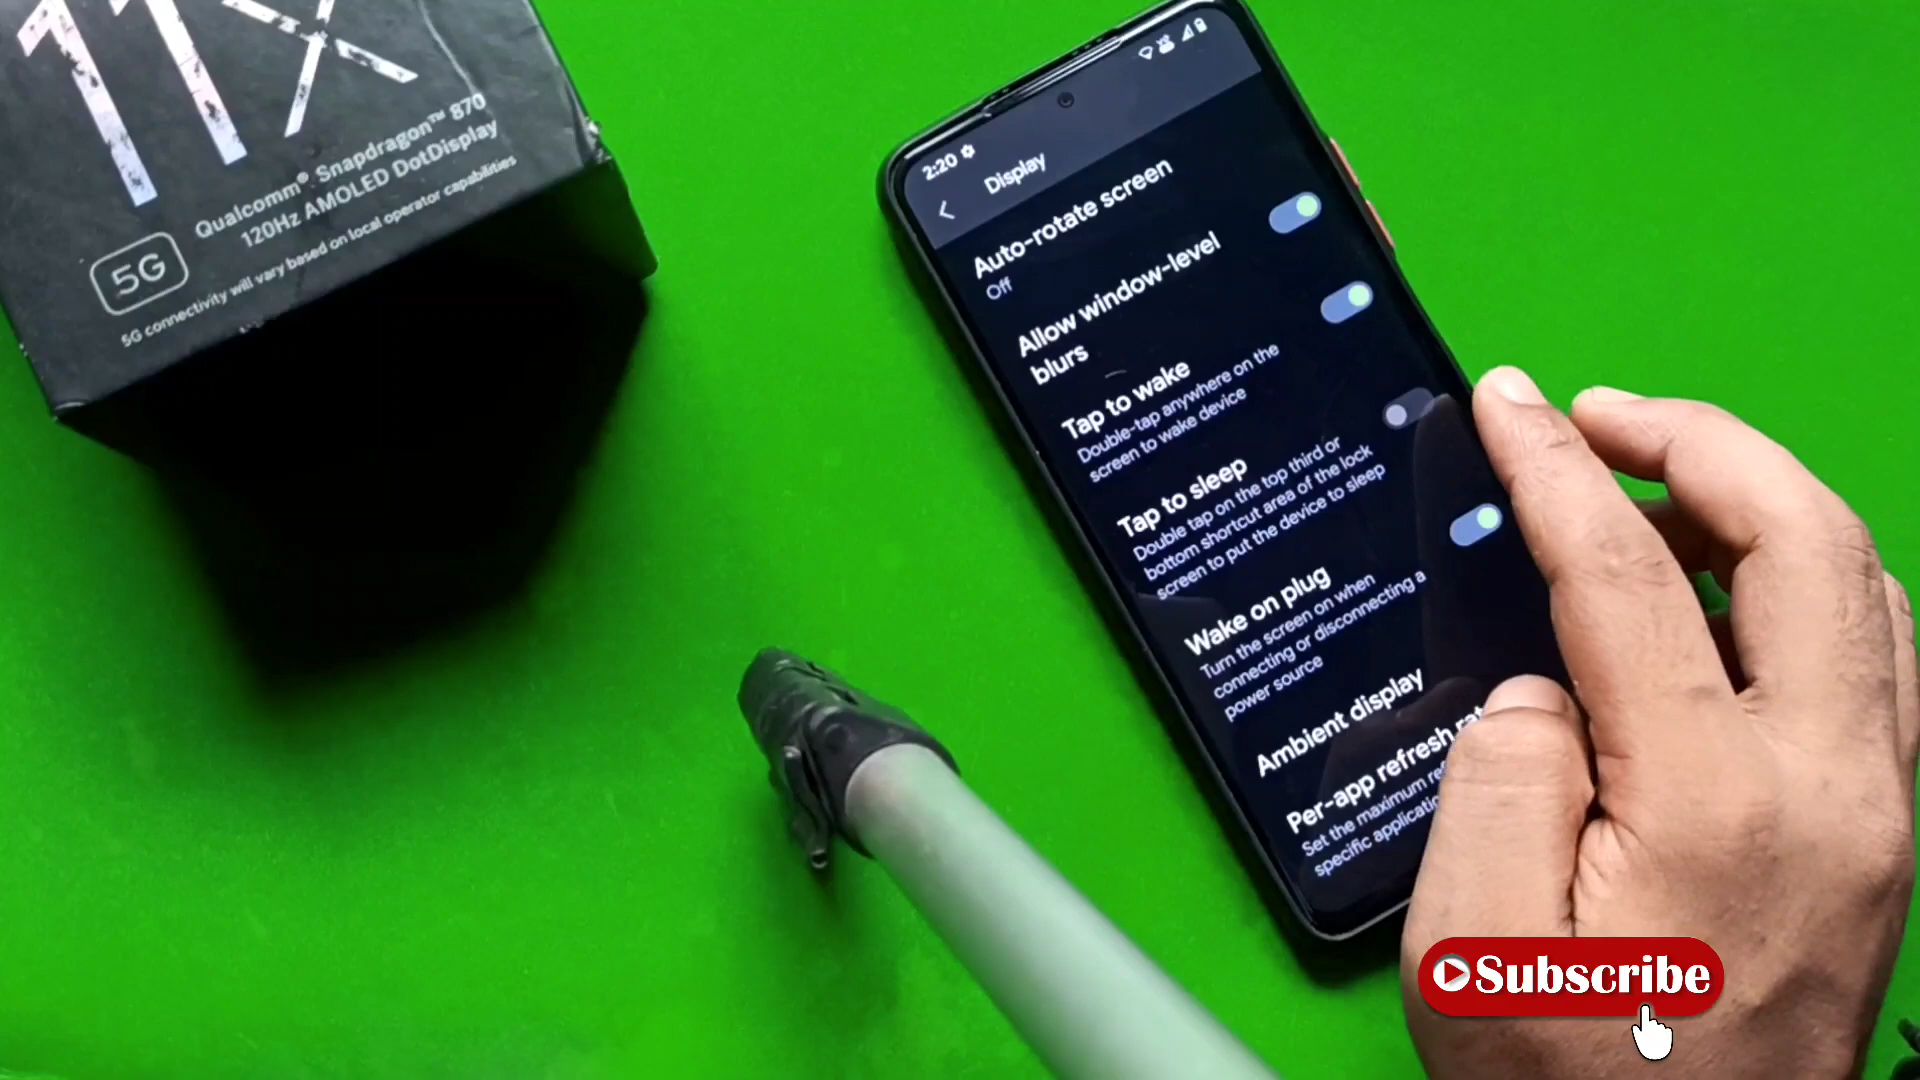 11X
Qualcomm® Snapdragon™ 870
120Hz AMOLED DotDisplay
5G
5G connectivity will vary based on local operator capabilities
2:20
Display
Auto-rotate screen
Off
Allow window-level
blurs
Tap to wake
Double-tap anywhere on the
screen to wake device
Tap to sleep
Double tap on the top third or
bottom shortcut area of the lock
screen to put the device to sleep
Wake on plug
Turn the screen on when
connecting or disconnecting a
power source
Ambient display
Per-app refresh
Set the maximum
specific
Subscribe